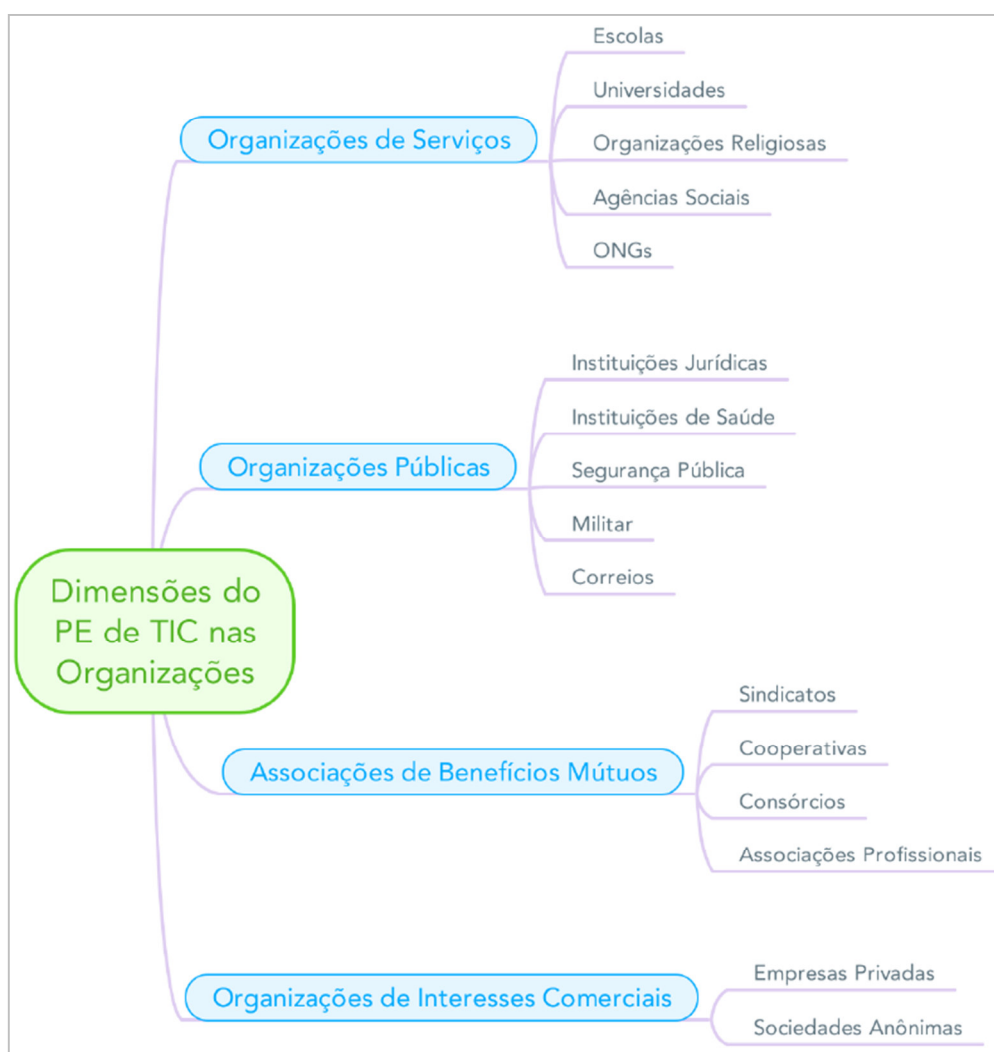 Escolas
Universidades
Organizações de Serviços
Organizações Religiosas
Agências Sociais
ONGs
Instituições Jurídicas
Instituições de Saúde
Organizações Públicas
Segurança Pública
Militar
Correios
Dimensões do
PE de TIC nas
Organizações
Sindicatos
Cooperativas
Associações de Benefícios Mútuos
Consórcios
Associações Profissionais
Empresas Privadas
Organizações de Interesses Comerciais
Sociedades Anônimas